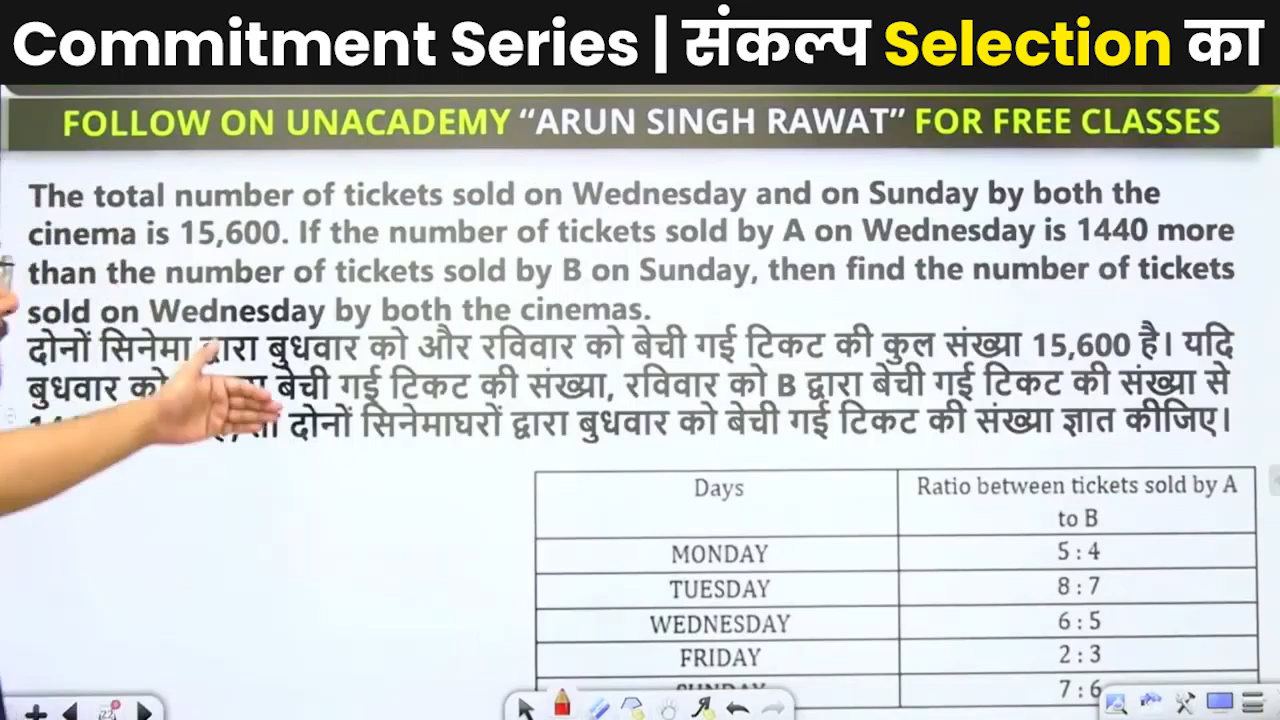 Commitment Series | संकल्प Selection का
FOLLOW ON UNACADEMY “ARUN SINGH RAWAT” FOR FREE CLASSES
The total number of tickets sold on Wednesday and on Sunday by both the
cinema is 15,600. If the number of tickets sold by A on Wednesday is 1440 more
than the number of tickets sold by B on Sunday, then find the number of tickets
sold on Wednesday by both the cinemas.
दोनों सिनेमा द्वारा बुधवार को और रविवार को बेची गई टिकट की कुल संख्या 15,600 है। यदि
बुधवार को बेची गई टिकट की संख्या, रविवार को B द्वारा बेची गई टिकट की संख्या से
दोनों सिनेमाघरों द्वारा बुधवार को बेची गई टिकट की संख्या ज्ञात कीजिए।
Days Ratio between tickets sold by A
to B
MONDAY 5 : 4
TUESDAY 8 : 7
WEDNESDAY 6 : 5
FRIDAY 2 : 3
SUNDAY 7 : 6